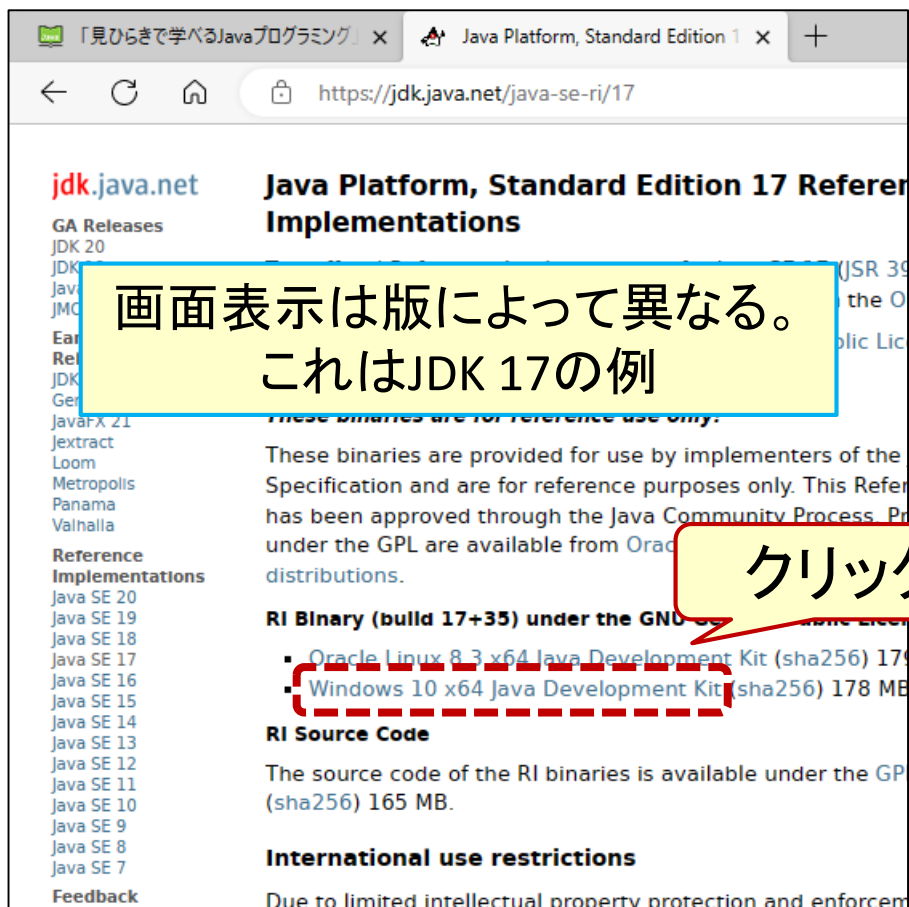 「見ひらきで学べるJavaプログラミング」
Java Platform, Standard Edition 1
https://jdk.java.net/java-se-ri/17
jdk.java.net
GA Releases
JDK 20
JDK
Java
JMC
Ear
Rel
JDK
Ger
JavaFX 21
Jextract
Loom
Metropolis
Panama
Valhalla
Reference
Implementations
Java SE 20
Java SE 19
Java SE 18
Java SE 17
Java SE 16
Java SE 15
Java SE 14
Java SE 13
Java SE 12
Java SE 11
Java SE 10
Java SE 9
Java SE 8
Java SE 7
Feedback
Java Platform, Standard Edition 17 Referen
Implementations
(JSR 39
the O
blic Lic
画面表示は版によって異なる。
これはJDK 17の例
These binaries are for reference use only!
These binaries are provided for use by implementers of the
Specification and are for reference purposes only. This Refer
has been approved through the Java Community Process. Pr
under the GPL are available from Orac
distributions.
クリック
RI Binary (build 17+35) under the GNU
Oracle Linux 8.3 x64 Java Development Kit (sha256) 179
Windows 10 x64 Java Development Kit (sha256) 178 MB
RI Source Code
The source code of the RI binaries is available under the GP
(sha256) 165 MB.
International use restrictions
Due to limited intellectual property protection and enforcem